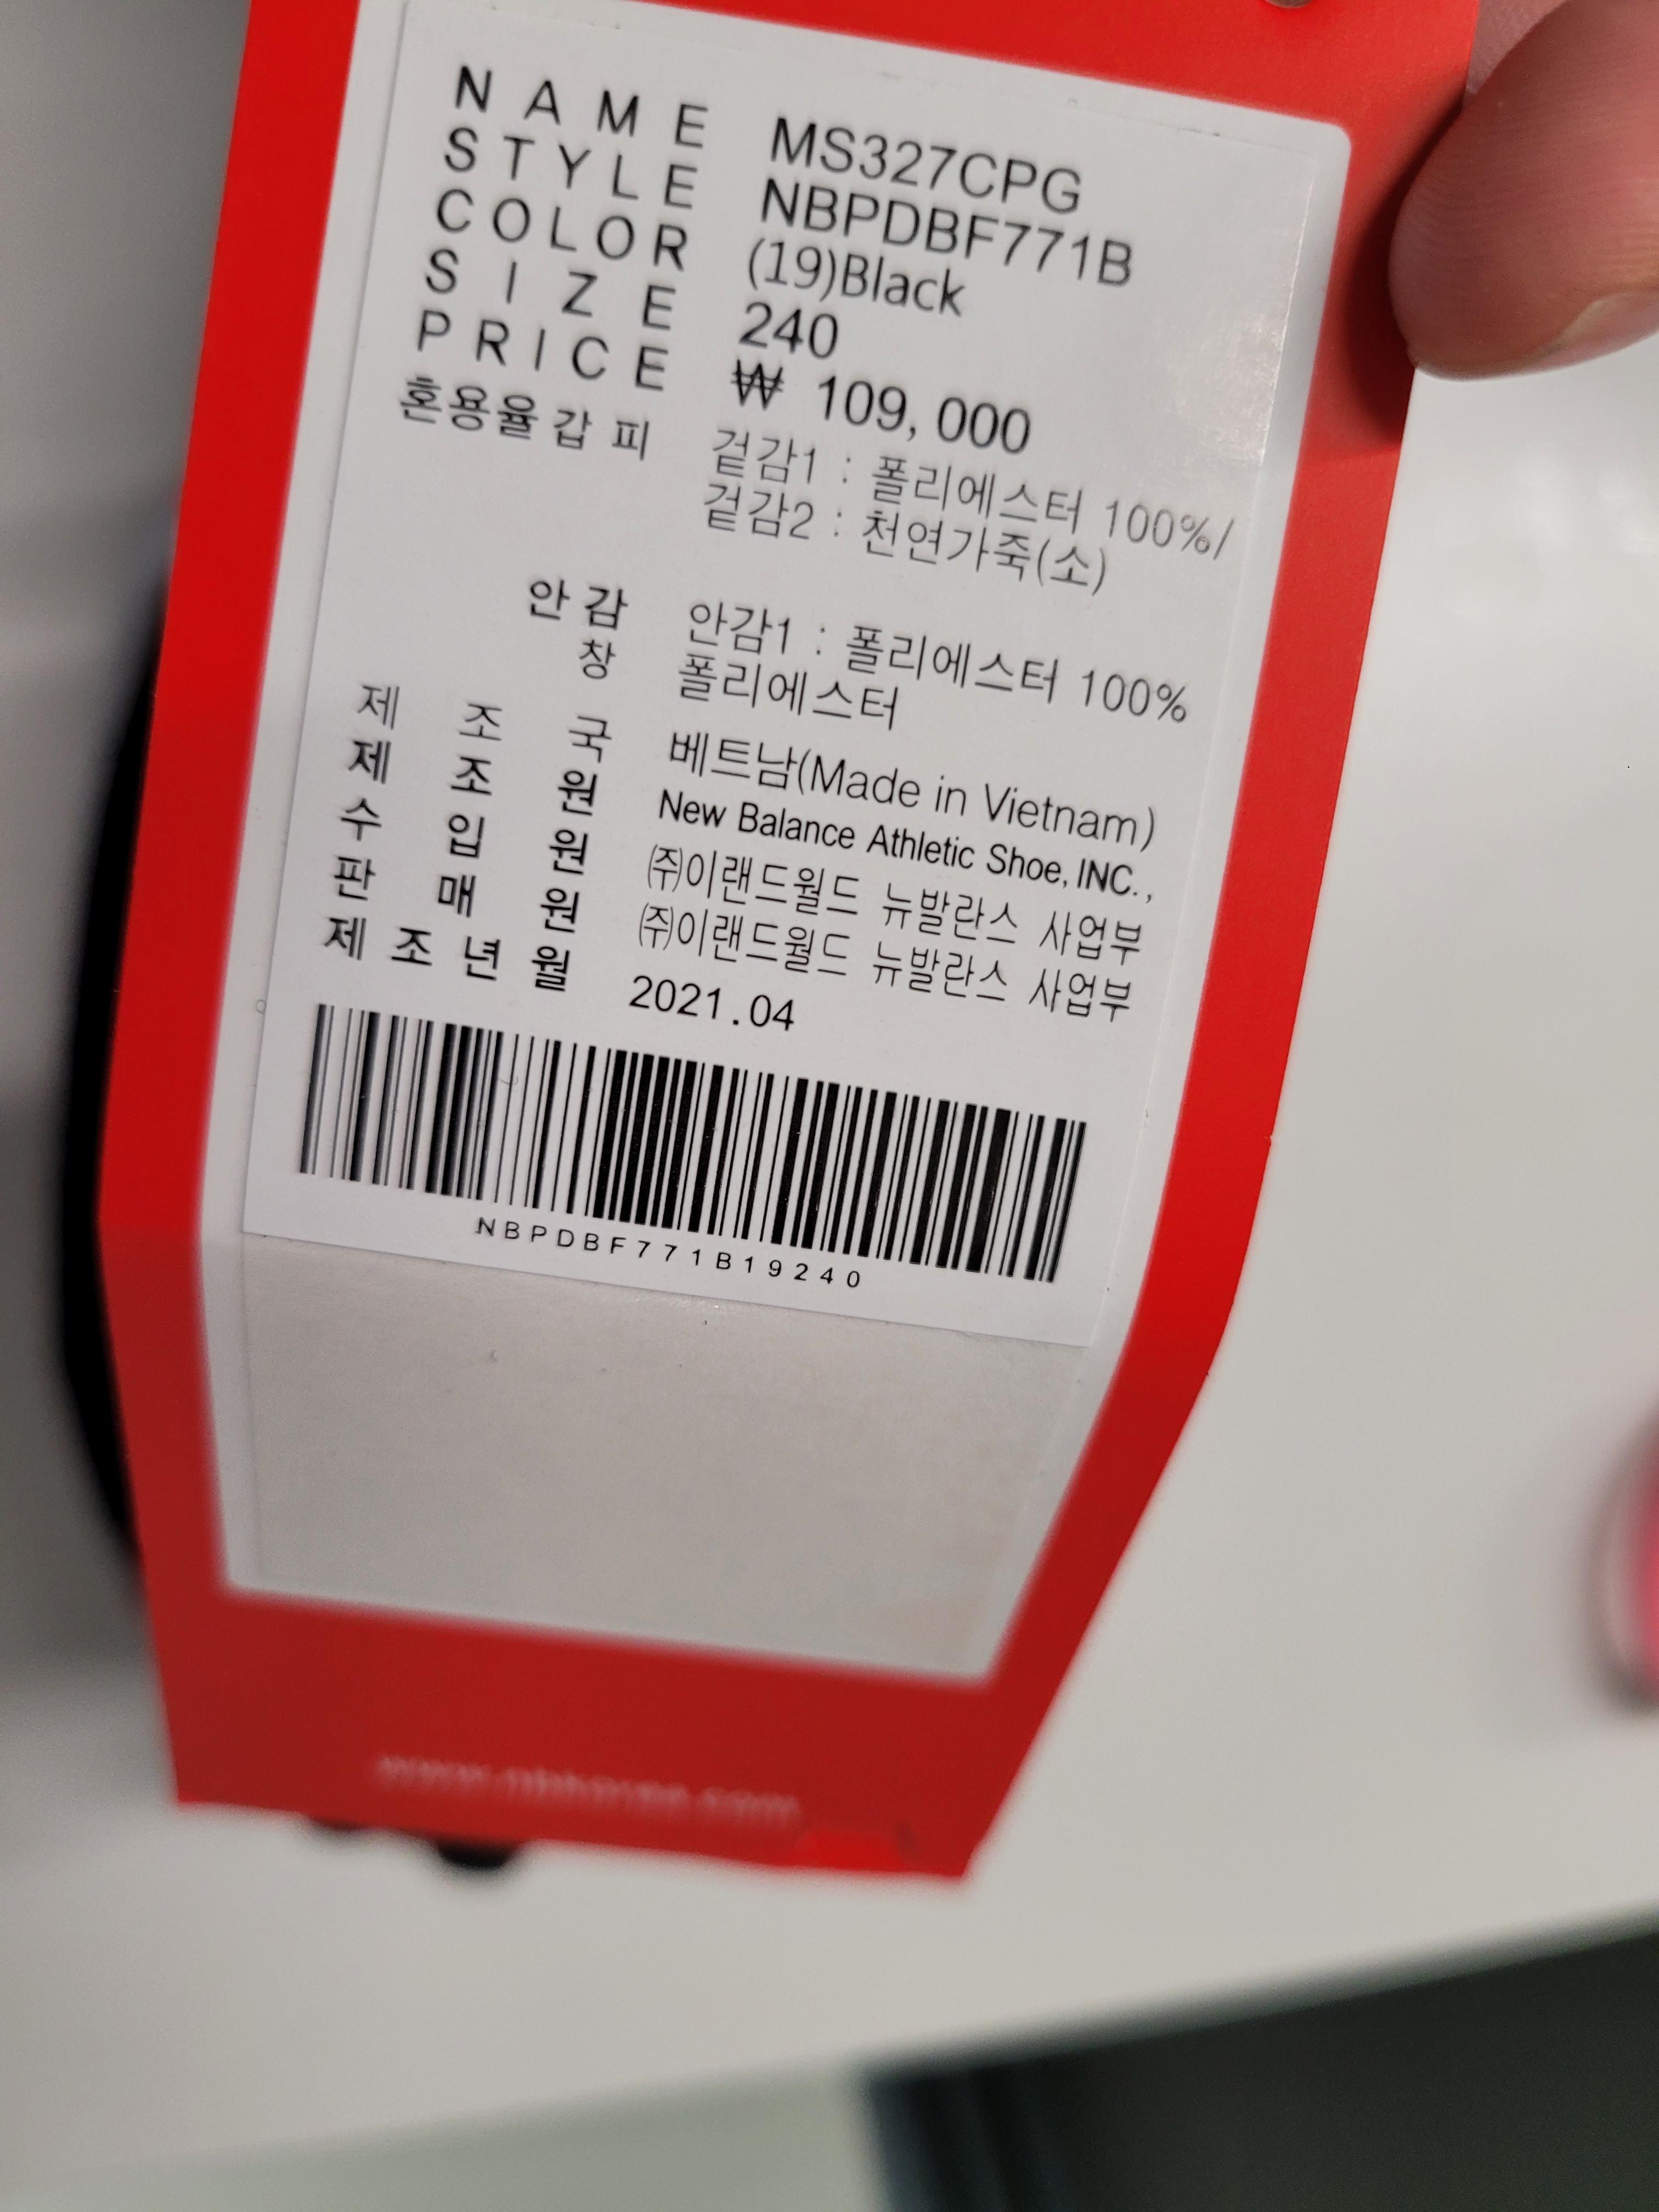 NAME MS327CPG
STYLE NBPDBF771B
COLOR (19)Black
SIZE 240
PRICE ₩ 109,000
혼용율갑피 겉감1 : 폴리에스터 100%/
겉감2 : 천연가죽(소)
안감 안감1 : 폴리에스터 100%
창 폴리에스터
제조국 베트남(Made in Vietnam)
제조원 New Balance Athletic Shoe, INC.,
수입원 ㈜이랜드월드 뉴발란스 사업부
판매원 ㈜이랜드월드 뉴발란스 사업부
제조년월 2021.04
NBPDBF771B19240
www.nbkorea.com